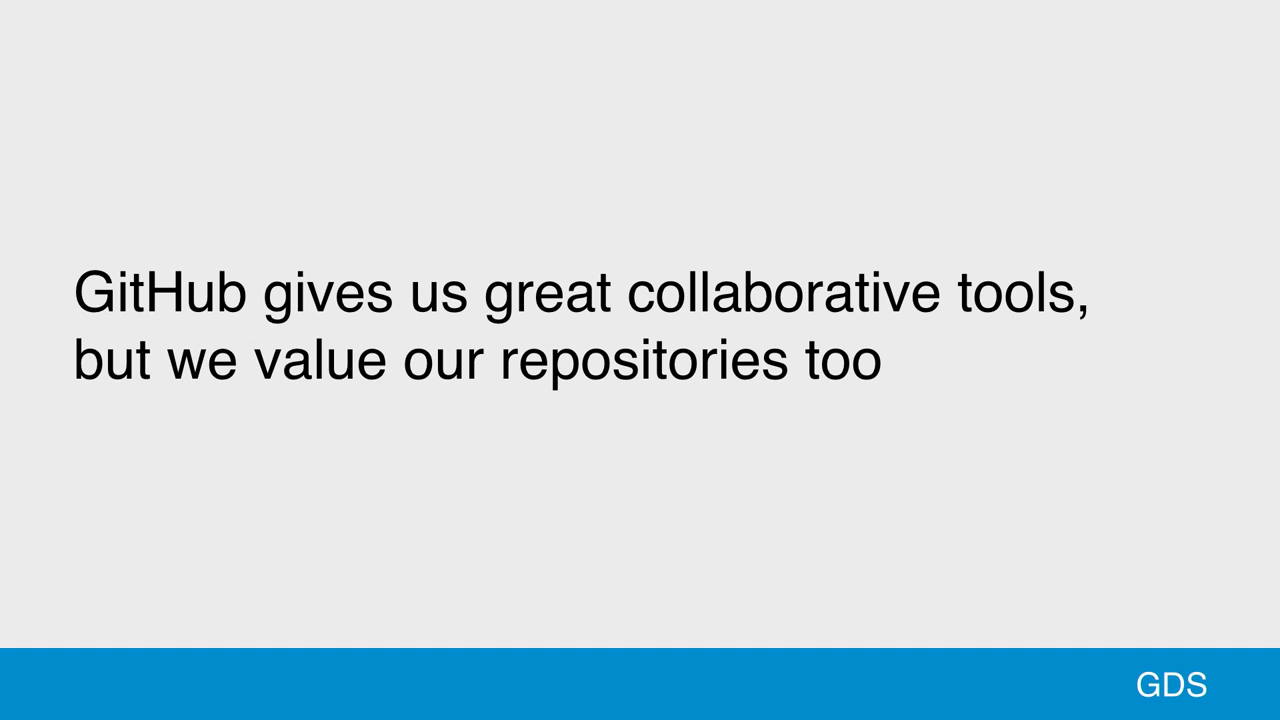 GitHub gives us great collaborative tools,
but we value our repositories too
GDS